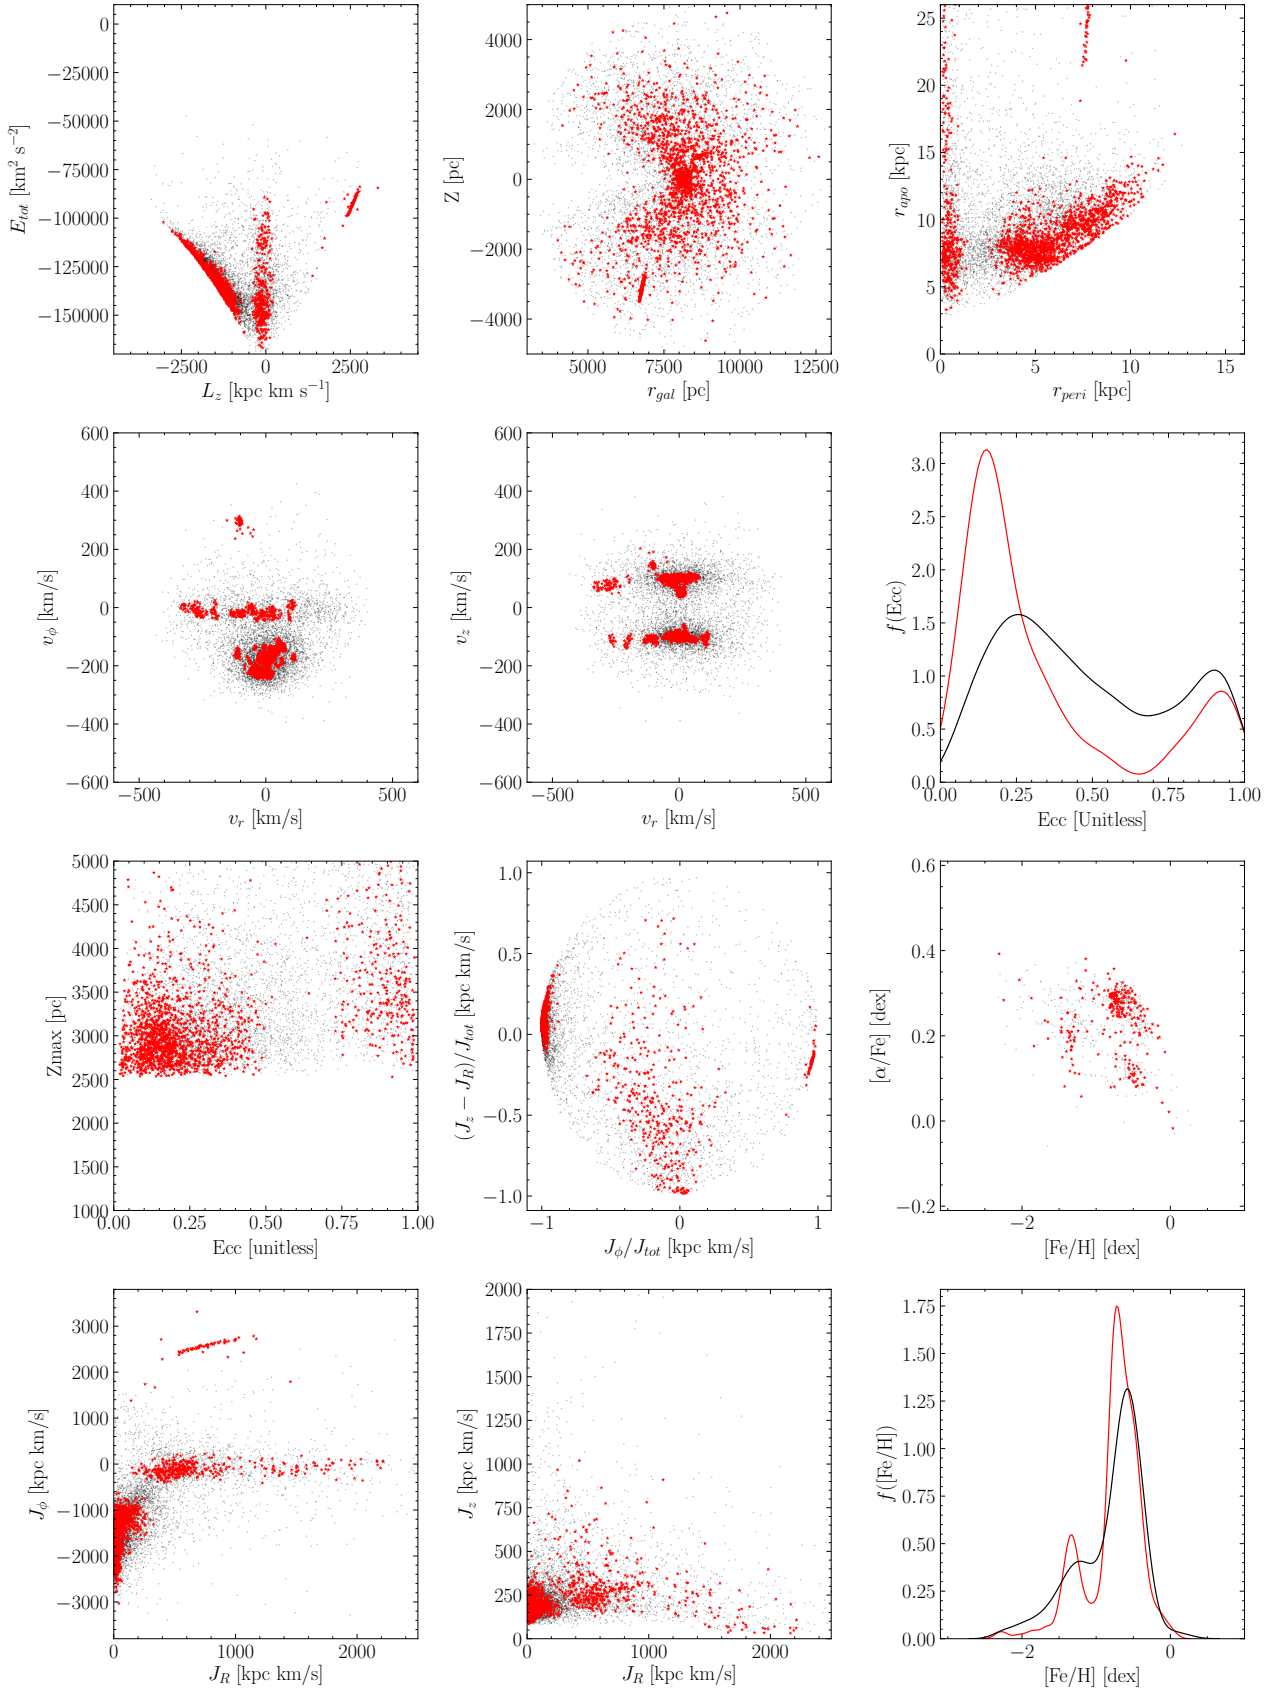 0
−25000
−50000
−75000
−100000
−125000
−150000
E_tot [km² s⁻²]
−2500 0 2500
L_z [kpc km s⁻¹]
4000
2000
0
−2000
−4000
Z [pc]
5000 7500 10000 12500
r_gal [pc]
25
20
15
10
5
0
r_apo [kpc]
0 5 10 15
r_peri [kpc]
600
400
200
0
−200
−400
−600
v_ϕ [km/s]
−500 0 500
v_r [km/s]
600
400
200
0
−200
−400
−600
v_z [km/s]
−500 0 500
v_r [km/s]
3.0
2.5
2.0
1.5
1.0
0.5
0.0
f(Ecc)
0.00 0.25 0.50 0.75 1.00
Ecc [Unitless]
5000
4500
4000
3500
3000
2500
2000
1500
1000
Zmax [pc]
0.00 0.25 0.50 0.75 1.00
Ecc [unitless]
1.0
0.5
0.0
−0.5
−1.0
(J_z − J_R)/J_tot [kpc km/s]
−1 0 1
J_ϕ/J_tot [kpc km/s]
0.6
0.4
0.2
0.0
−0.2
[α/Fe] [dex]
−2 0
[Fe/H] [dex]
3000
2000
1000
0
−1000
−2000
−3000
J_ϕ [kpc km/s]
0 1000 2000
J_R [kpc km/s]
2000
1750
1500
1250
1000
750
500
250
0
J_z [kpc km/s]
0 1000 2000
J_R [kpc km/s]
1.75
1.50
1.25
1.00
0.75
0.50
0.25
0.00
f([Fe/H])
−2 0
[Fe/H] [dex]